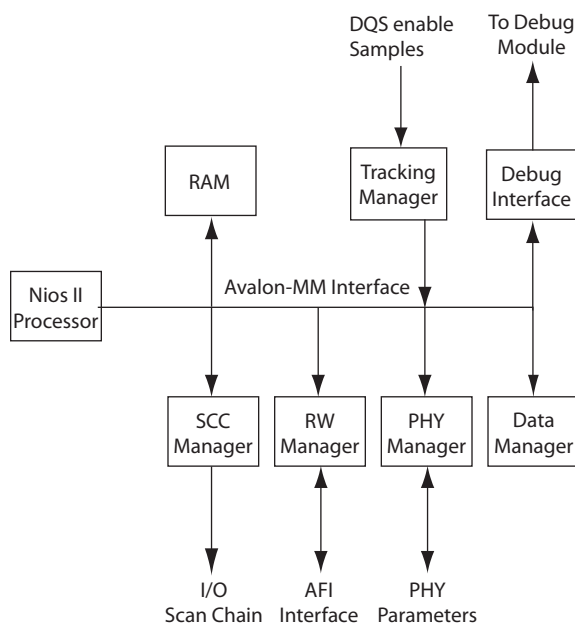 DQS enable
Samples
To Debug
Module
RAM
Tracking
Manager
Debug
Interface
Nios II
Processor
Avalon-MM Interface
SCC
Manager
RW
Manager
PHY
Manager
Data
Manager
I/O
Scan Chain
AFI
Interface
PHY
Parameters